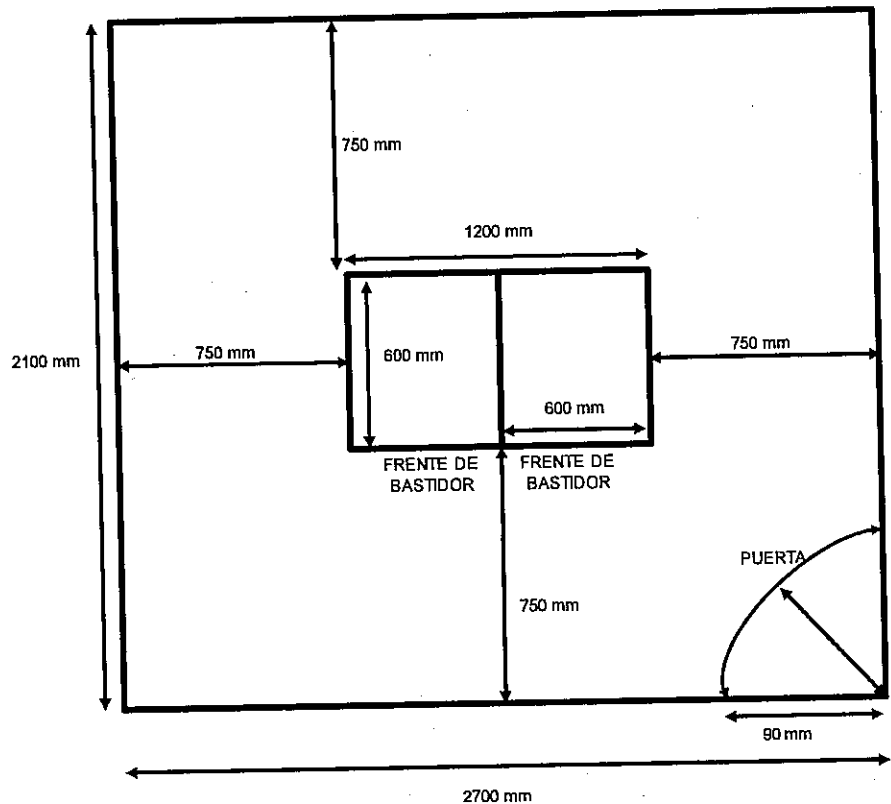 750 mm
1200 mm
2100 mm
750 mm
600 mm
750 mm
600 mm
FRENTE DE
BASTIDOR
FRENTE DE
BASTIDOR
PUERTA
750 mm
90 mm
2700 mm